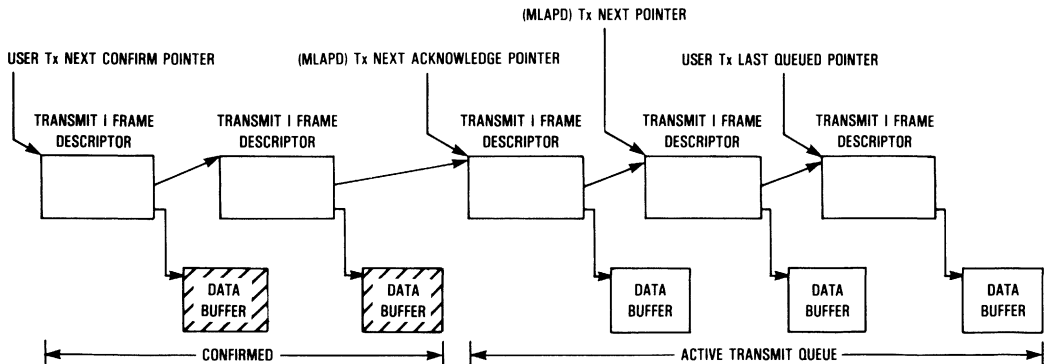 (MLAPD) Tx NEXT POINTER
USER Tx NEXT CONFIRM POINTER
(MLAPD) Tx NEXT ACKNOWLEDGE POINTER
USER Tx LAST QUEUED POINTER
TRANSMIT I FRAME
DESCRIPTOR
TRANSMIT I FRAME
DESCRIPTOR
TRANSMIT I FRAME
DESCRIPTOR
TRANSMIT I FRAME
DESCRIPTOR
TRANSMIT I FRAME
DESCRIPTOR
DATA
BUFFER
DATA
BUFFER
DATA
BUFFER
DATA
BUFFER
DATA
BUFFER
CONFIRMED
ACTIVE TRANSMIT QUEUE